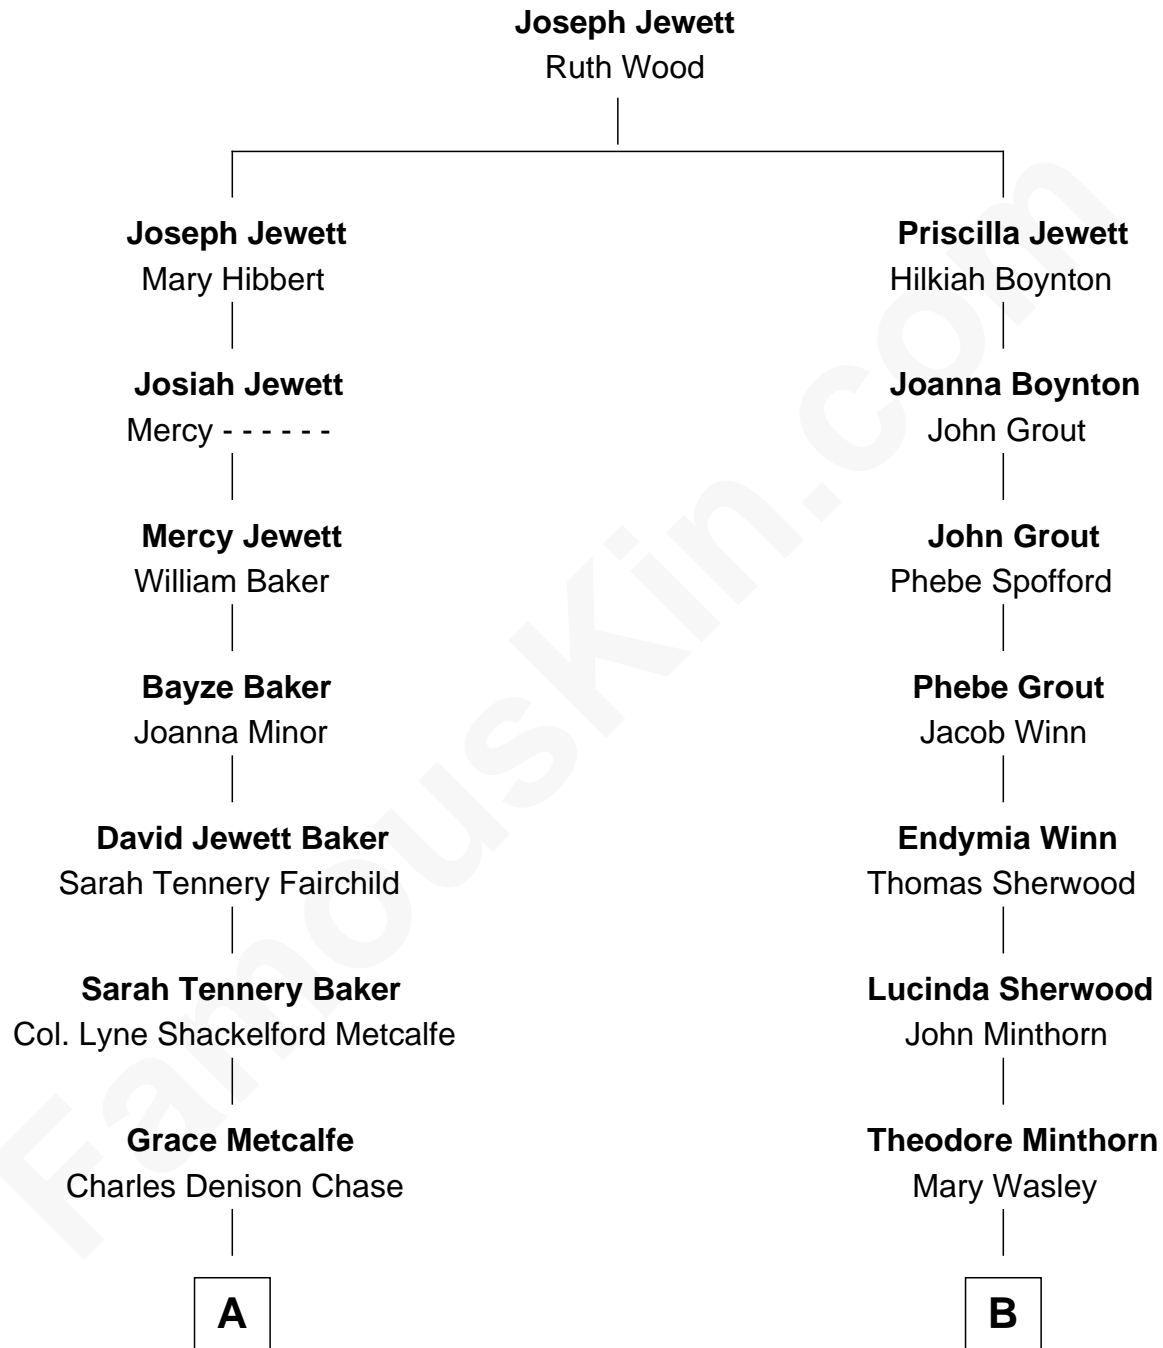 Joseph Jewett
Ruth Wood
Joseph Jewett
Mary Hibbert
Josiah Jewett
Mercy - - - - - -
Mercy Jewett
William Baker
Bayze Baker
Joanna Minor
David Jewett Baker
Sarah Tennery Fairchild
Sarah Tennery Baker
Col. Lyne Shackelford Metcalfe
Grace Metcalfe
Charles Denison Chase
A
Priscilla Jewett
Hilkiah Boynton
Joanna Boynton
John Grout
John Grout
Phebe Spofford
Phebe Grout
Jacob Winn
Endymia Winn
Thomas Sherwood
Lucinda Sherwood
John Minthorn
Theodore Minthorn
Mary Wasley
B
FamousKin.com